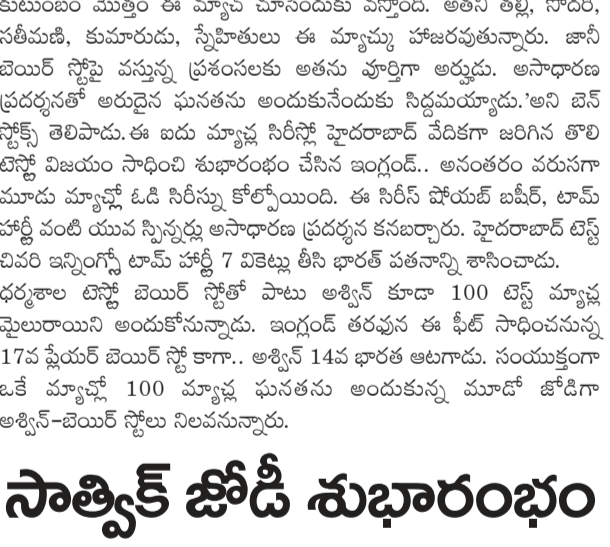 కుటుంబం మొత్తం ఈ మ్యాచ్ చూసేందుకు వస్తోంది. అతని తల్లి, సోదరి,
సతీమణి, కుమారుడు, స్నేహితులు ఈ మ్యాచ్కు హాజరవుతున్నారు. జానీ
బెయిర్ స్టోపై వస్తున్న ప్రశంసలకు అతను పూర్తిగా అర్హుడు. అసాధారణ
ప్రదర్శనతో అరుదైన ఘనతను అందుకునేందుకు సిద్దమయ్యాడు.'అని బెన్
స్టోక్స్ తెలిపాడు.ఈ ఐదు మ్యాచ్ల సిరీస్లో హైదరాబాద్ వేదికగా జరిగిన తొలి
టెస్ట్లో విజయం సాధించి శుభారంభం చేసిన ఇంగ్లండ్.. అనంతరం వరుసగా
మూడు మ్యాచ్ల్లో ఓడి సిరీస్ను కోల్పోయింది. ఈ సిరీస్ షోయబ్ బషీర్, టామ్
హార్ట్లీ వంటి యువ స్పిన్నర్లు అసాధారణ ప్రదర్శన కనబర్చారు. హైదరాబాద్ టెస్ట్
చివరి ఇన్నింగ్స్లో టామ్ హార్ట్లీ 7 వికెట్లు తీసి భారత్ పతనాన్ని శాసించాడు.
ధర్మశాల టెస్ట్లో బెయిర్ స్టోతో పాటు అశ్విన్ కూడా 100 టెస్ట్ మ్యాచ్ల
మైలురాయిని అందుకోనున్నాడు. ఇంగ్లండ్ తరఫున ఈ ఫీట్ సాధించనున్న
17వ ప్లేయర్ బెయిర్ స్టో కాగా.. అశ్విన్ 14వ భారత ఆటగాడు. సంయుక్తంగా
ఒకే మ్యాచ్లో 100 మ్యాచ్ల ఘనతను అందుకున్న మూడో జోడిగా
అశ్విన్-బెయిర్ స్టోలు నిలవనున్నారు.
సాత్విక్ జోడీ శుభారంభం